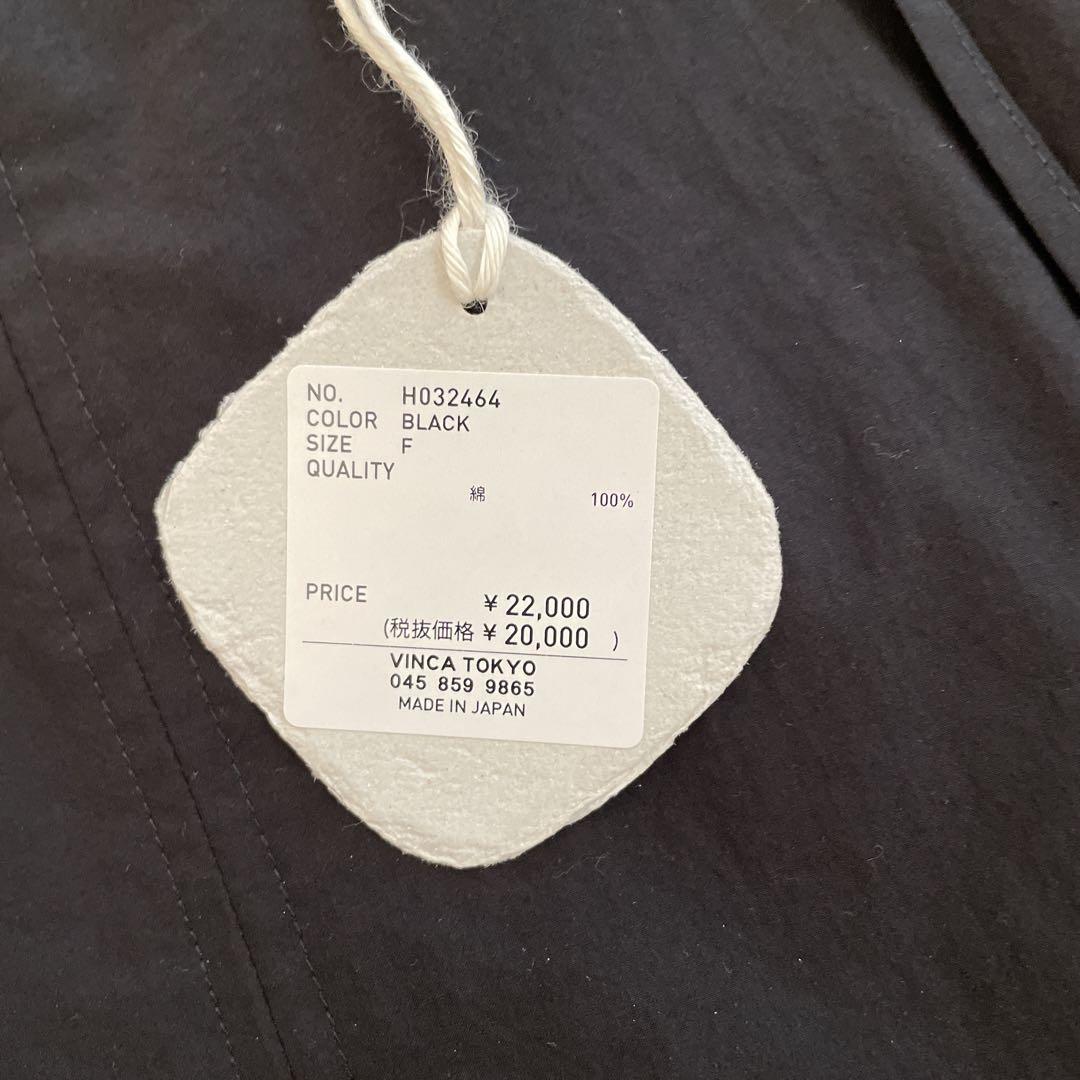 NO. H032464
COLOR BLACK
SIZE F
QUALITY
綿 100%
PRICE ¥22,000
(税抜価格 ¥20,000 )
VINCA TOKYO
045 859 9865
MADE IN JAPAN